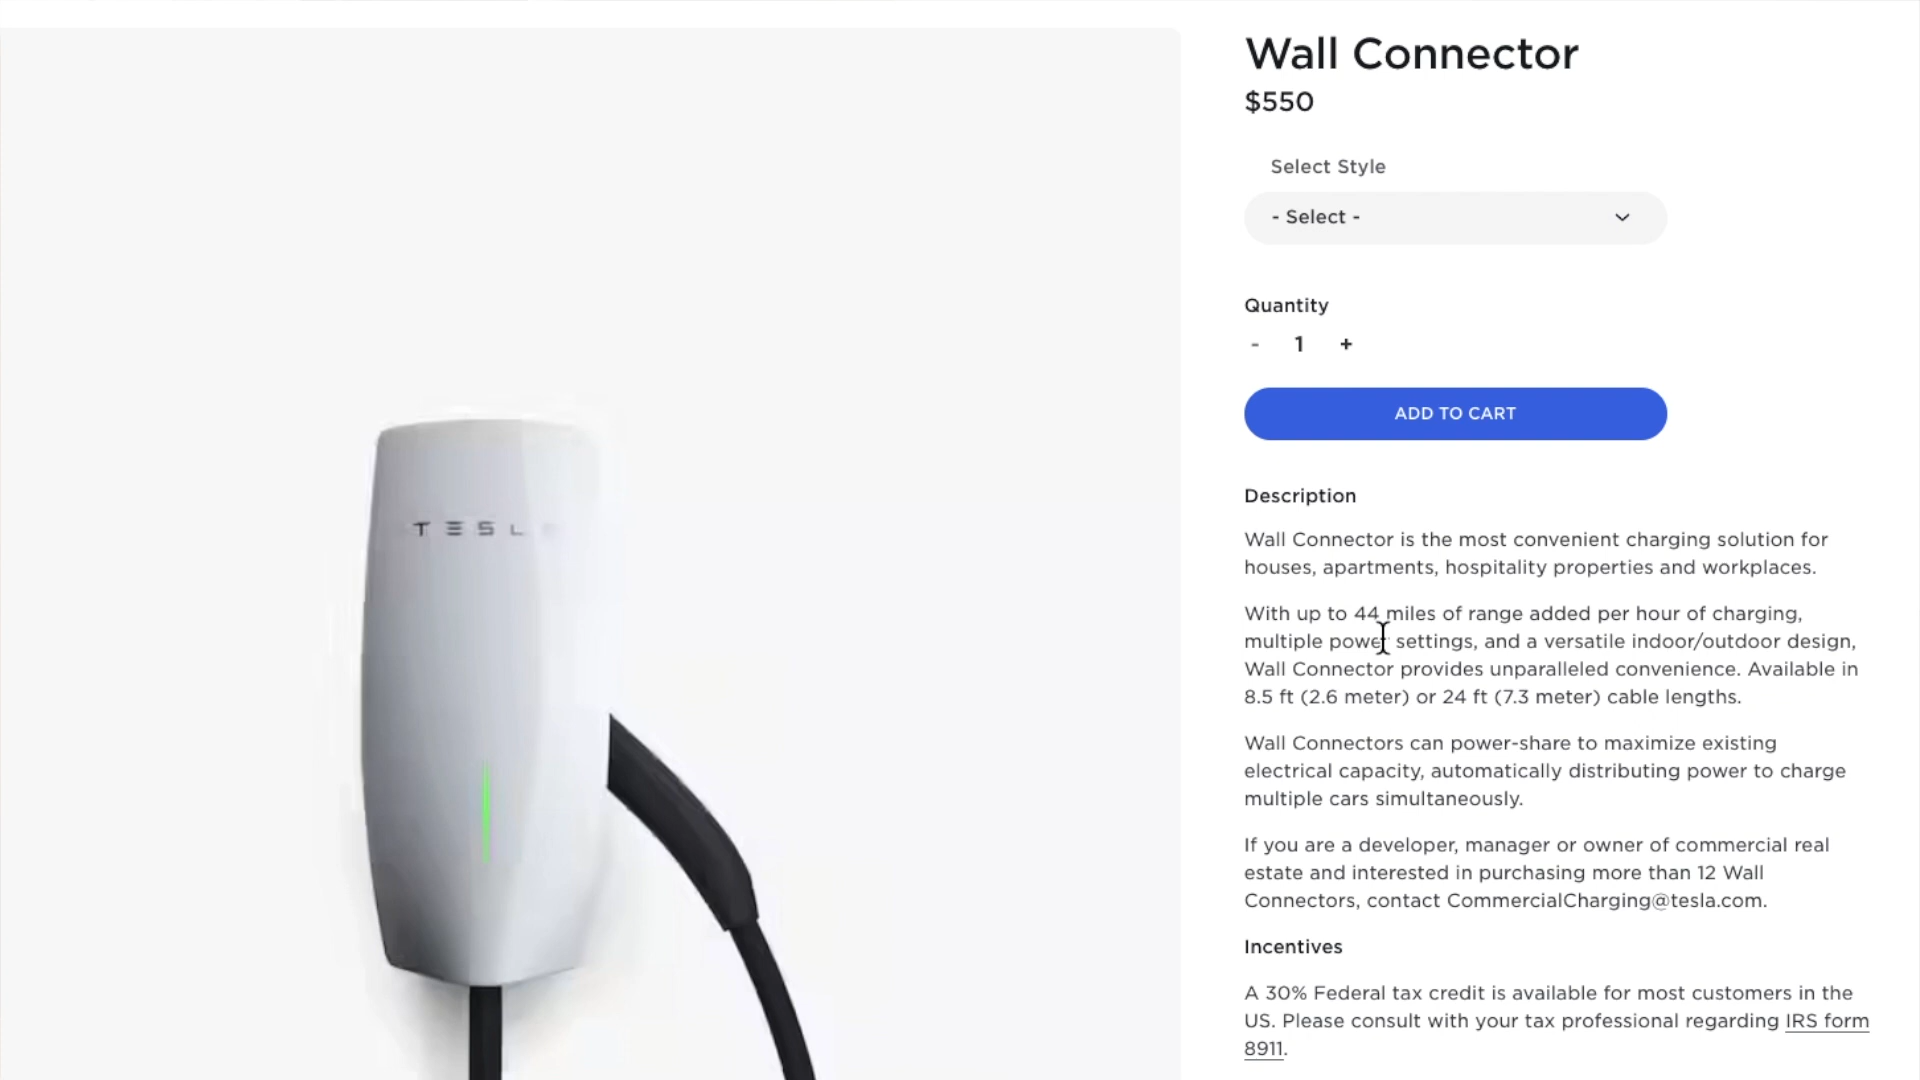 Wall Connector
$550
Select Style
- Select -
Quantity
- 1 +
ADD TO CART
Description
Wall Connector is the most convenient charging solution for
houses, apartments, hospitality properties and workplaces.
With up to 44 miles of range added per hour of charging,
multiple power settings, and a versatile indoor/outdoor design,
Wall Connector provides unparalleled convenience. Available in
8.5 ft (2.6 meter) or 24 ft (7.3 meter) cable lengths.
Wall Connectors can power-share to maximize existing
electrical capacity, automatically distributing power to charge
multiple cars simultaneously.
If you are a developer, manager or owner of commercial real
estate and interested in purchasing more than 12 Wall
Connectors, contact CommercialCharging@tesla.com.
Incentives
A 30% Federal tax credit is available for most customers in the
US. Please consult with your tax professional regarding IRS form
8911.
TESL